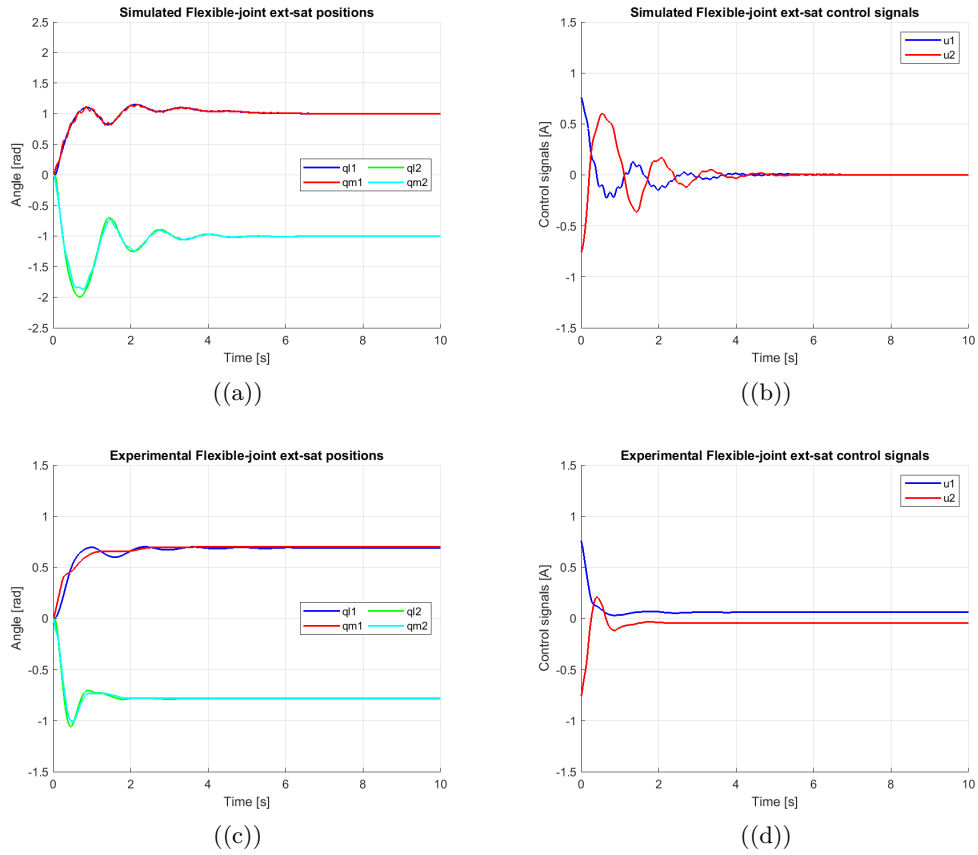 Simulated Flexible-joint ext-sat positions
2.5
2
1.5
1
0.5
0
-0.5
-1
-1.5
-2
-2.5
Angle [rad]
ql1 ql2
qm1 qm2
0 2 4 6 8 10
Time [s]
((a))
Simulated Flexible-joint ext-sat control signals
1.5
1
0.5
0
-0.5
-1
-1.5
Control signals [A]
u1
u2
0 2 4 6 8 10
Time [s]
((b))
Experimental Flexible-joint ext-sat positions
1.5
1
0.5
0
-0.5
-1
-1.5
Angle [rad]
ql1 ql2
qm1 qm2
0 2 4 6 8 10
Time [s]
((c))
Experimental Flexible-joint ext-sat control signals
1.5
1
0.5
0
-0.5
-1
-1.5
Control signals [A]
u1
u2
0 2 4 6 8 10
Time [s]
((d))